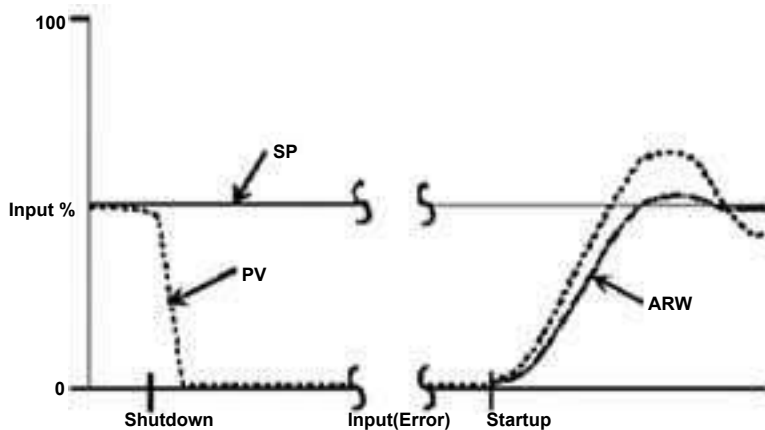 100
SP
Input %
PV
ARW
0
Shutdown
Input(Error)
Startup